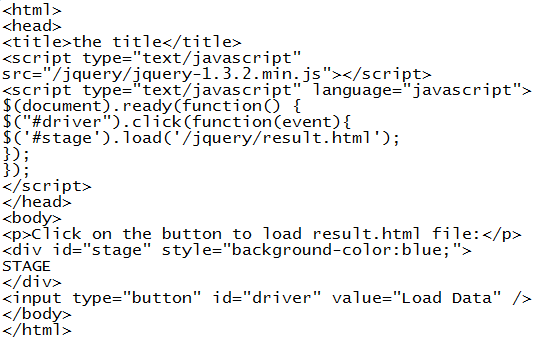 <html>
<head>
<title>the title</title>
<script type="text/javascript"
src="/jquery/jquery-1.3.2.min.js"></script>
<script type="text/javascript" language="javascript">
$(document).ready(function() {
$("#driver").click(function(event){
$('#stage').load('/jquery/result.html');
});
});
</script>
</head>
<body>
<p>Click on the button to load result.html file:</p>
<div id="stage" style="background-color:blue;">
STAGE
</div>
<input type="button" id="driver" value="Load Data" />
</body>
</html>